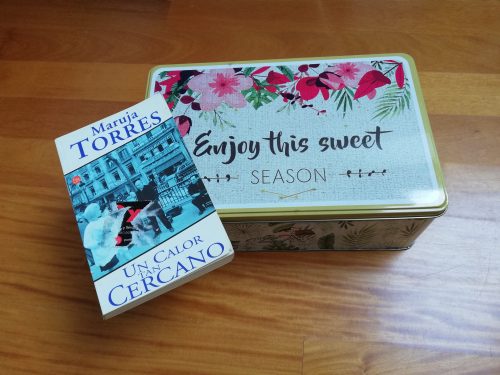 Maruja
TORRES
UN CALOR
TAN
CERCANO
Enjoy this sweet
SEASON